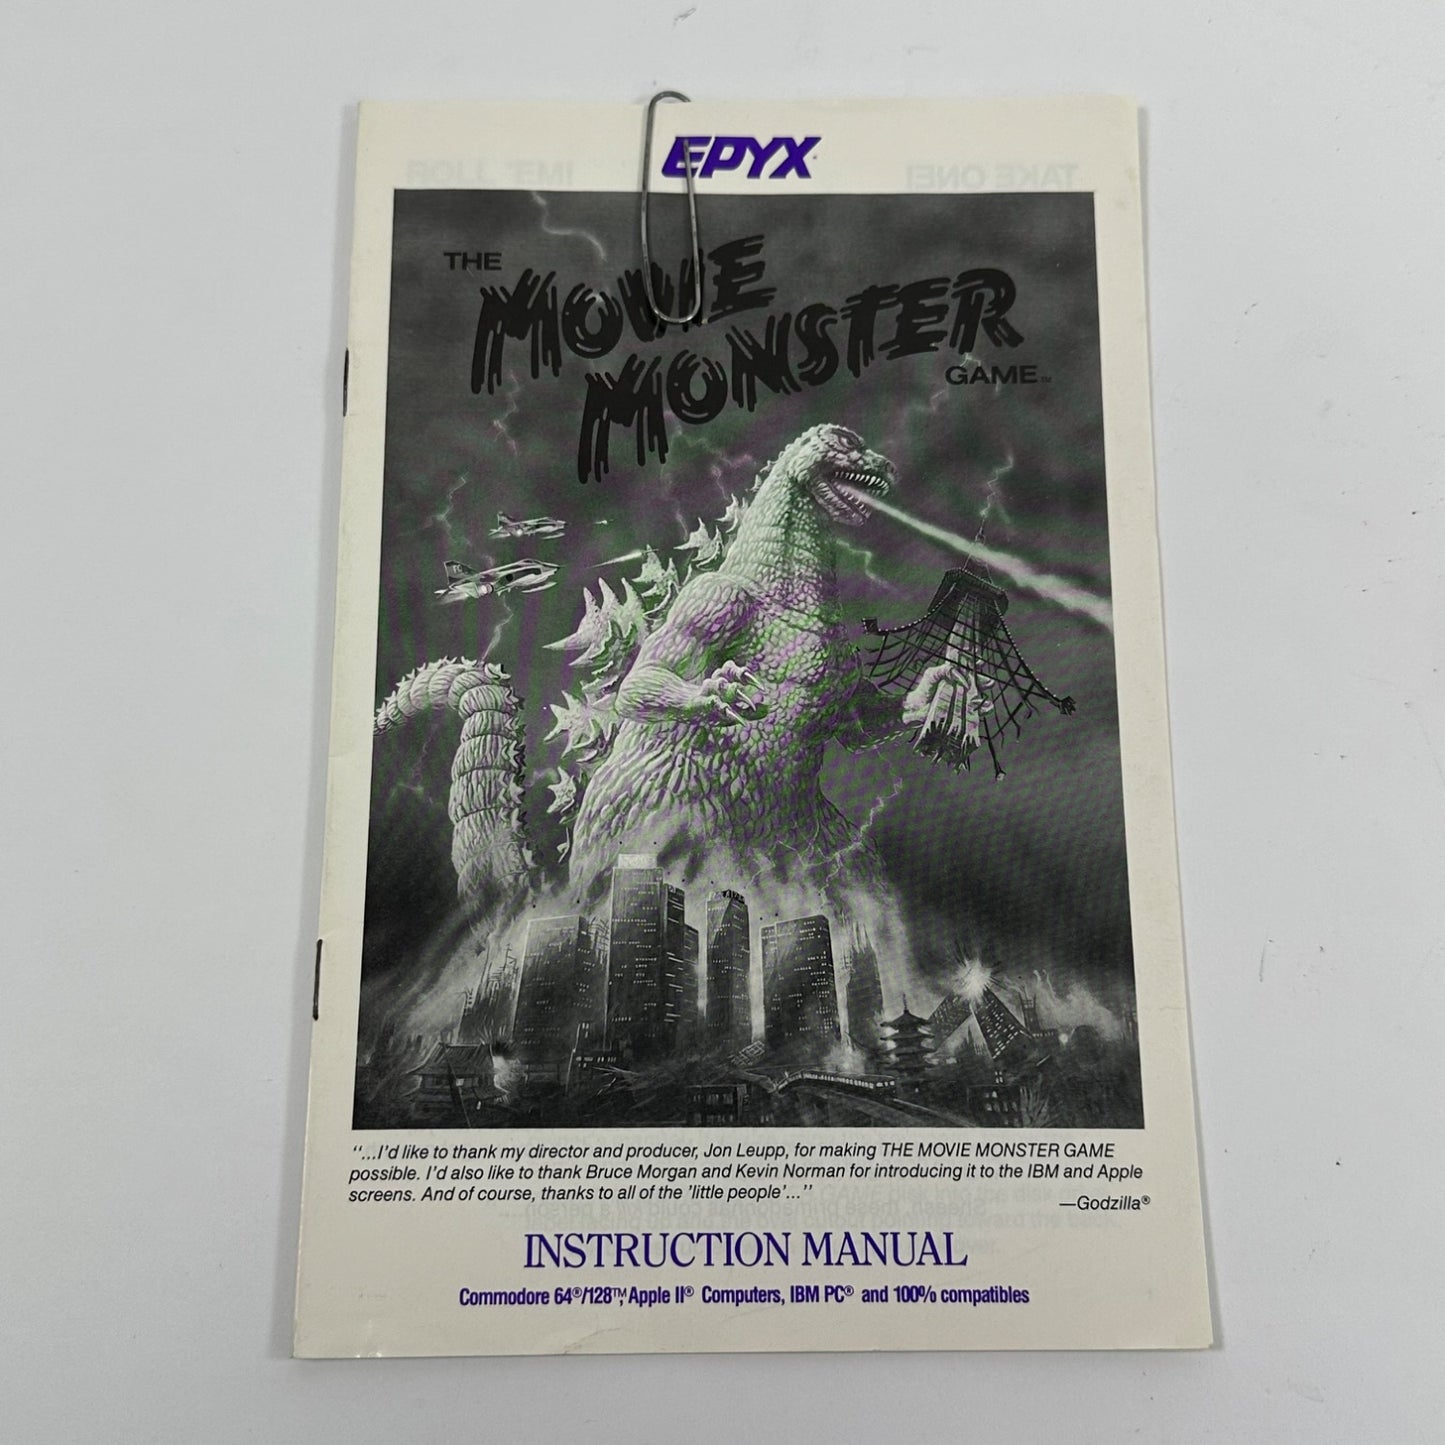 EPYX
THE
MOVIE
MONSTER
GAME™
"...I'd like to thank my director and producer, Jon Leupp, for making THE MOVIE MONSTER GAME
possible. I'd also like to thank Bruce Morgan and Kevin Norman for introducing it to the IBM and Apple
screens. And of course, thanks to all of the 'little people'..."
—Godzilla®
INSTRUCTION MANUAL
Commodore 64®/128™, Apple II® Computers, IBM PC® and 100% compatibles